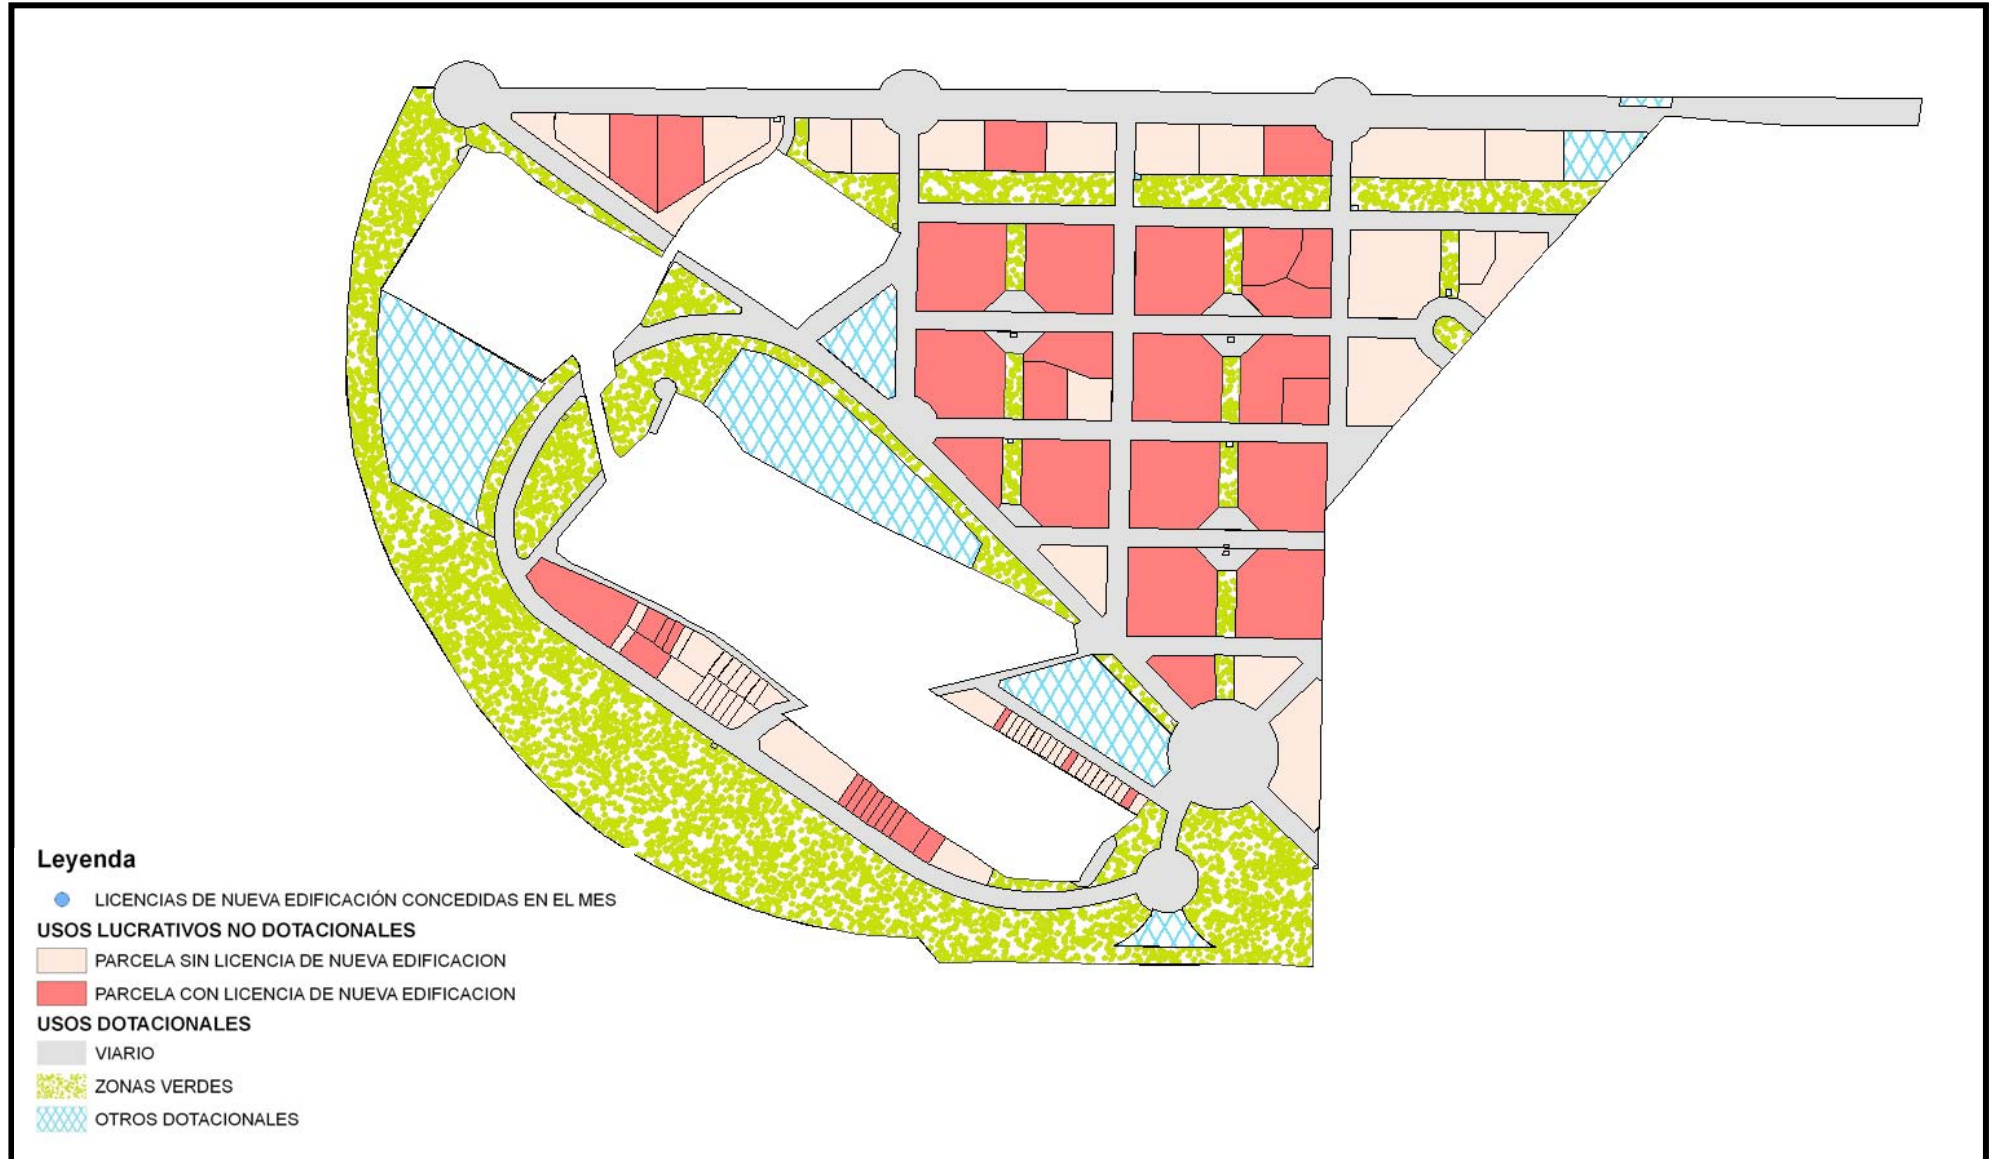 Leyenda
LICENCIAS DE NUEVA EDIFICACIÓN CONCEDIDAS EN EL MES
USOS LUCRATIVOS NO DOTACIONALES
PARCELA SIN LICENCIA DE NUEVA EDIFICACION
PARCELA CON LICENCIA DE NUEVA EDIFICACION
USOS DOTACIONALES
VIARIO
ZONAS VERDES
OTROS DOTACIONALES